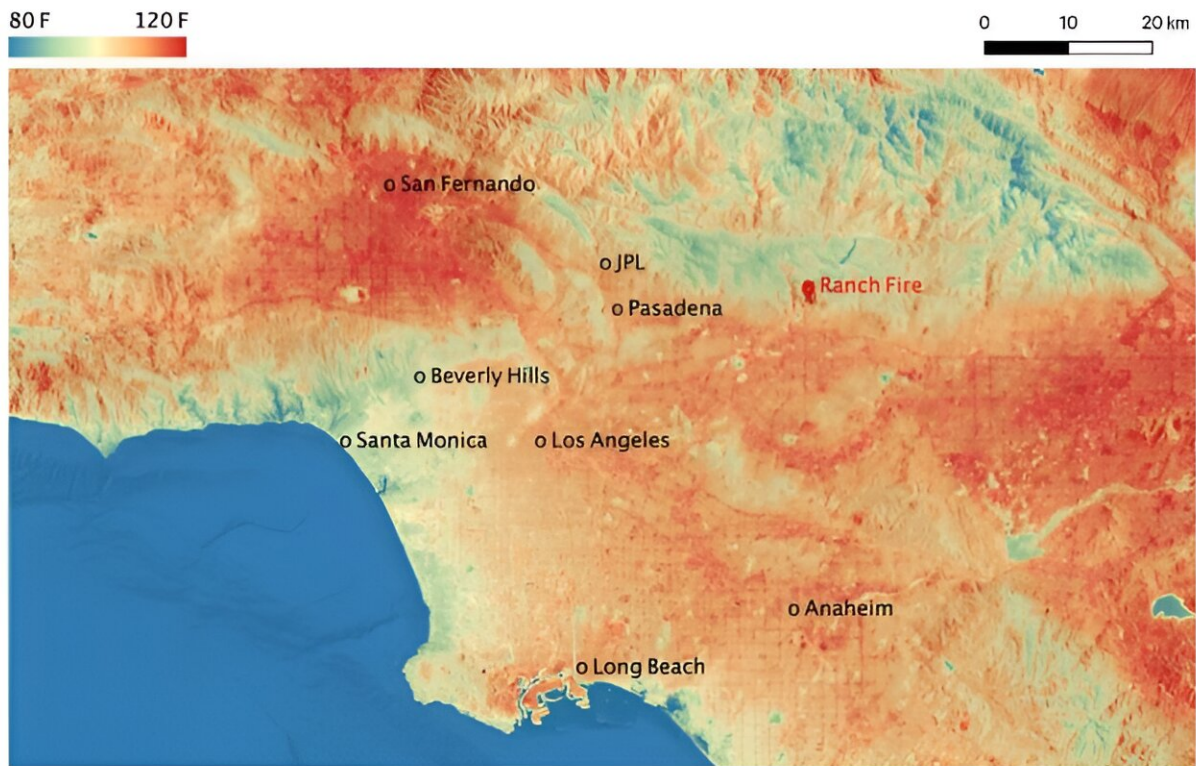 80 F 120 F
0 10 20 km
San Fernando
JPL
Ranch Fire
Pasadena
Beverly Hills
Santa Monica
Los Angeles
Anaheim
Long Beach